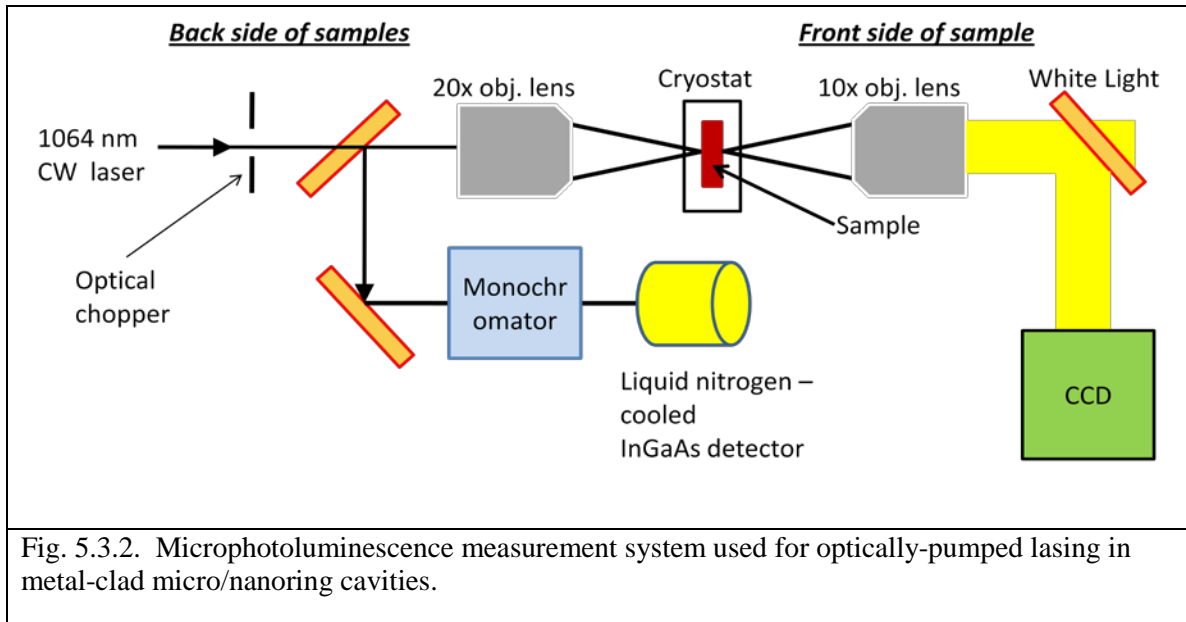 Back side of samples
Front side of sample
Cryostat
White Light
20x obj. lens
10x obj. lens
1064 nm
CW laser
Sample
Optical
chopper
Monochr
omator
Liquid nitrogen –
cooled
InGaAs detector
CCD
Fig. 5.3.2. Microphotoluminescence measurement system used for optically-pumped lasing in
metal-clad micro/nanoring cavities.